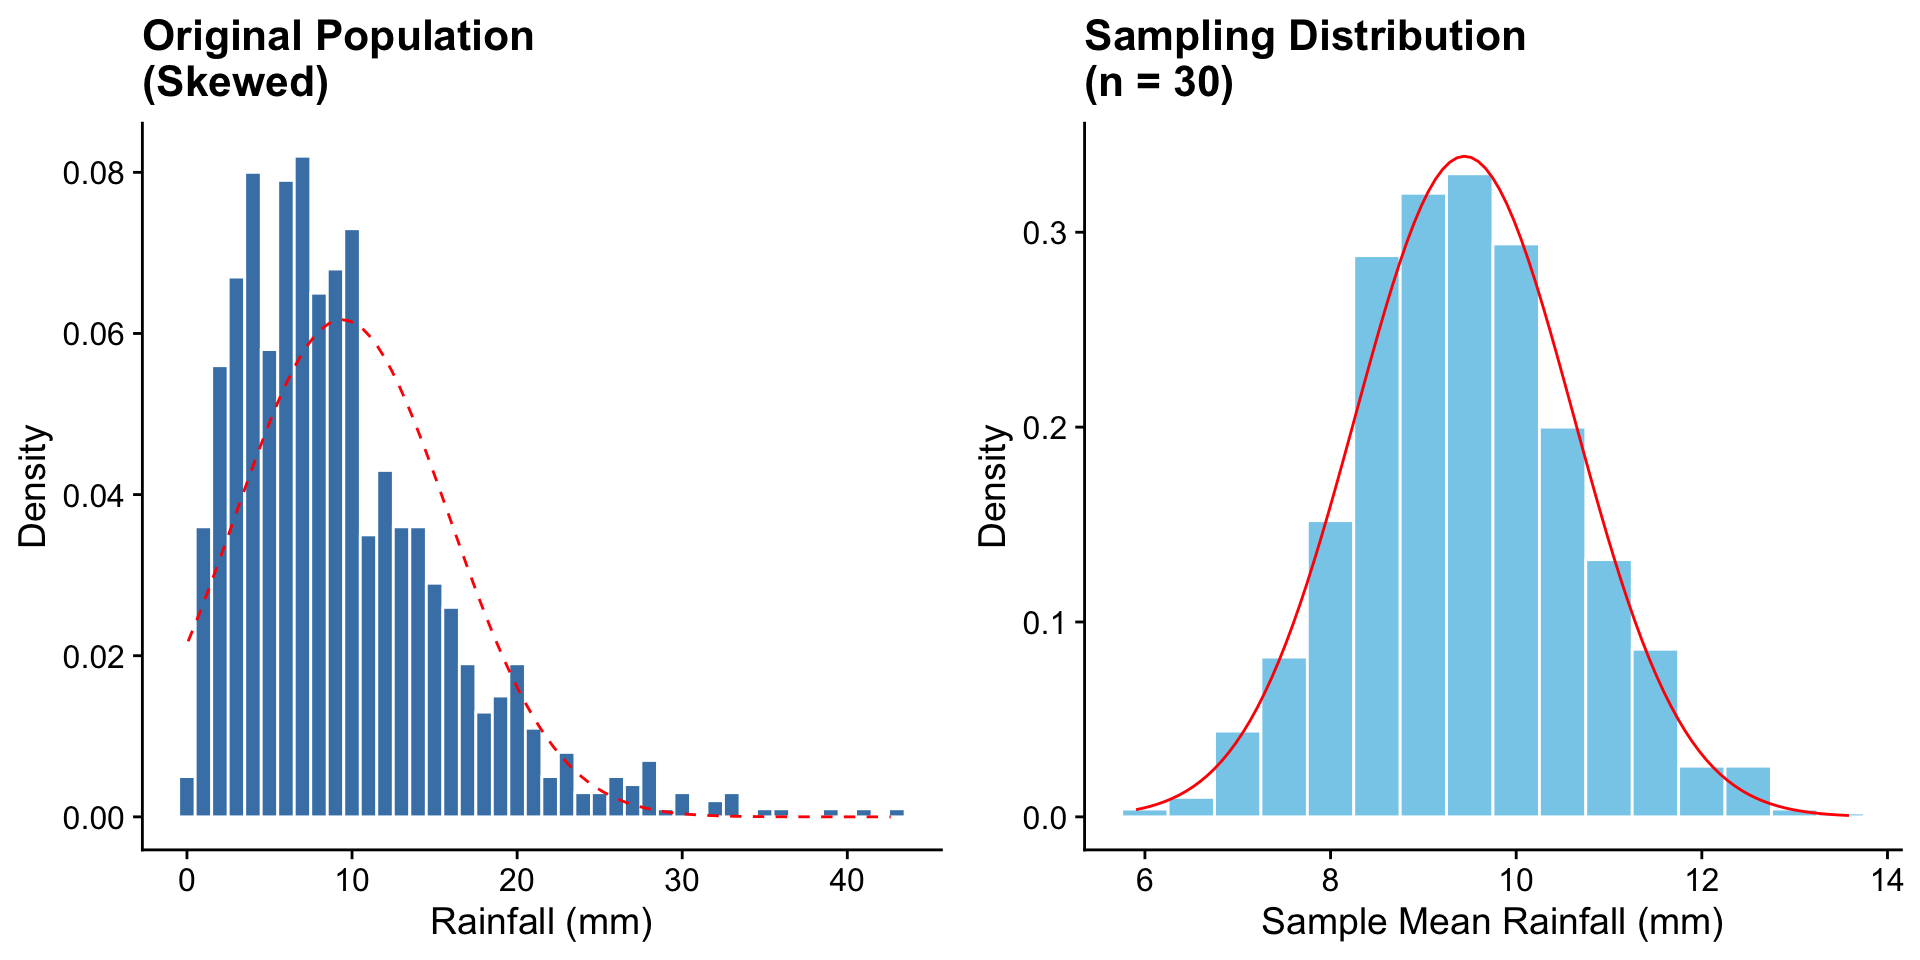 Original Population
(Skewed)
Density
0.08
0.06
0.04
0.02
0.00
0 10 20 30 40
Rainfall (mm)
Sampling Distribution
(n = 30)
Density
0.3
0.2
0.1
0.0
6 8 10 12 14
Sample Mean Rainfall (mm)